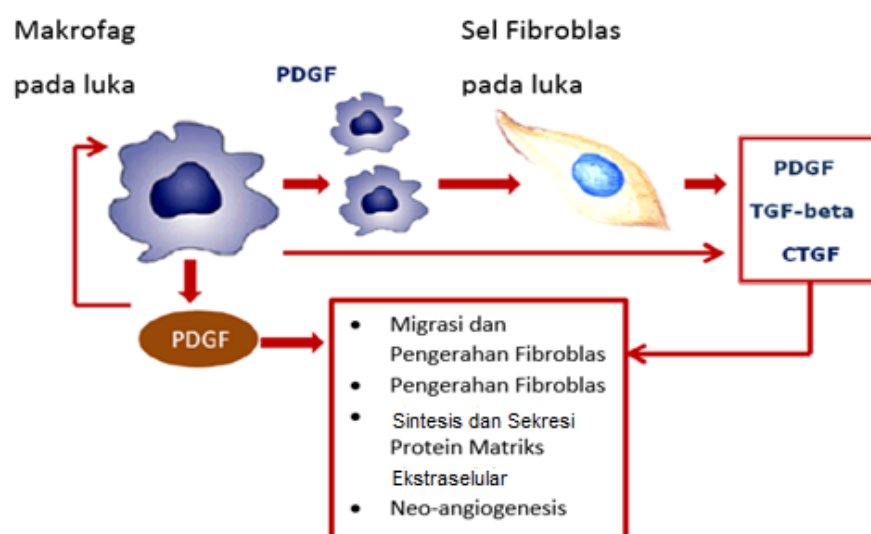 Makrofag
pada luka
PDGF
Sel Fibroblas
pada luka
PDGF
TGF-beta
CTGF
PDGF
• Migrasi dan
Pengerahan Fibroblas
• Pengerahan Fibroblas
• Sintesis dan Sekresi
Protein Matriks
Ekstraselular
• Neo-angiogenesis